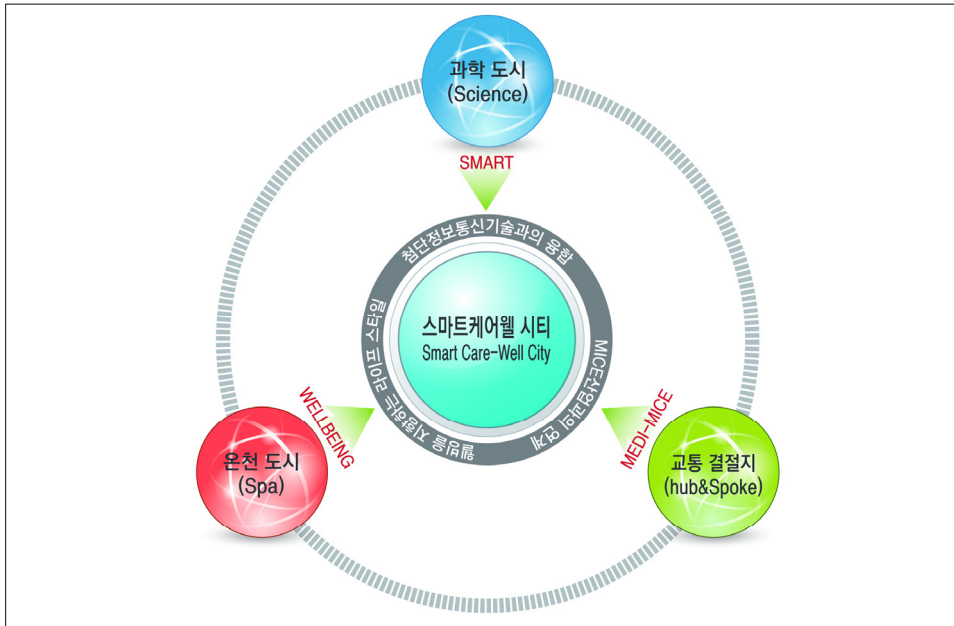 과학 도시
(Science)
SMART
첨단정보통신기술과의 융합
스마트케어웰 시티
Smart Care-Well City
웰빙을 지향하는 라이프 스타일
MICE산업과의 연계
WELLBEING
MEDI-MICE
온천 도시
(Spa)
교통 결절지
(hub&Spoke)